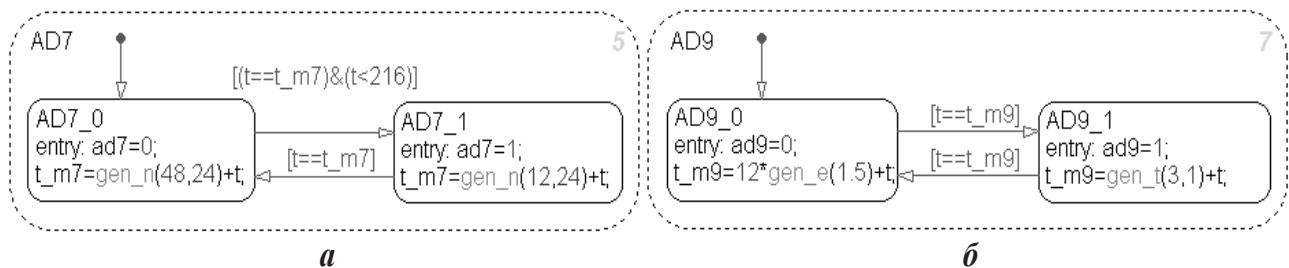 AD7
5
[(t==t_m7)&(t<216)]
AD7_0
entry: ad7=0;
t_m7=gen_n(48,24)+t;
[t==t_m7]
AD7_1
entry: ad7=1;
t_m7=gen_n(12,24)+t;
а
AD9
7
AD9_0
entry: ad9=0;
t_m9=12*gen_e(1.5)+t;
[t==t_m9]
[t==t_m9]
AD9_1
entry: ad9=1;
t_m9=gen_t(3,1)+t;
б